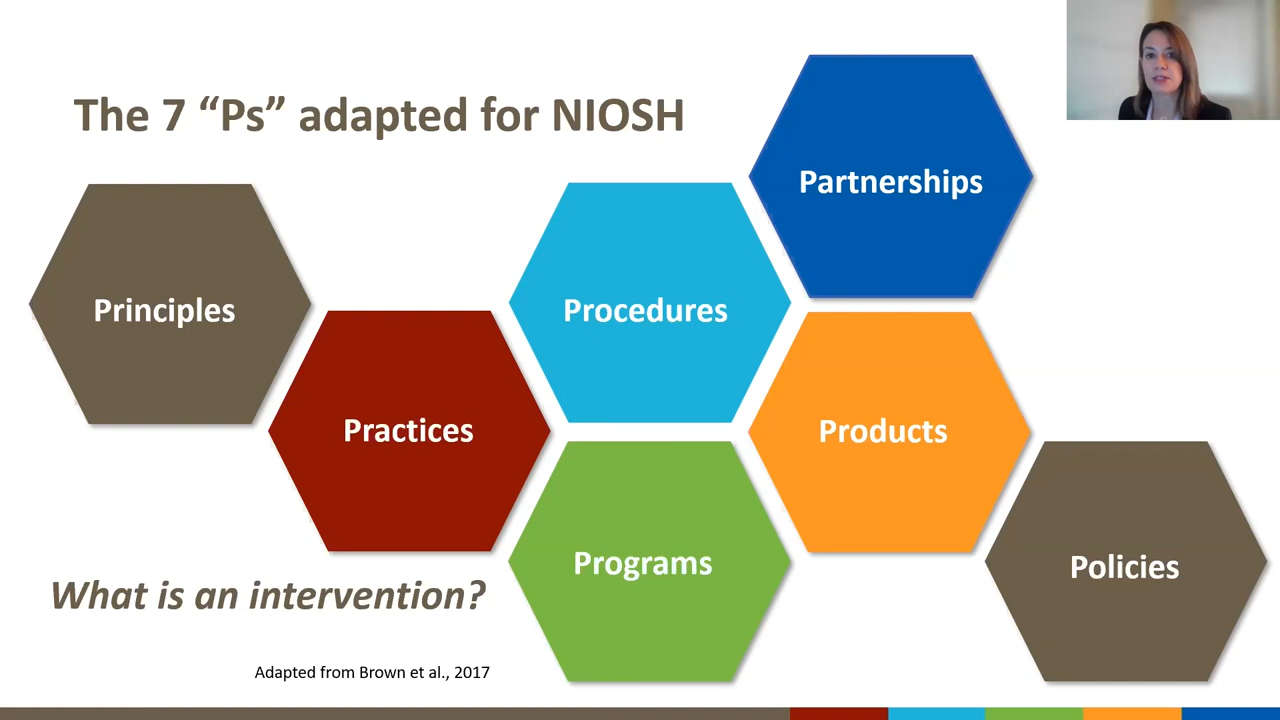 The 7 “Ps” adapted for NIOSH
Partnerships
Principles
Procedures
Practices
Products
Programs
Policies
What is an intervention?
Adapted from Brown et al., 2017